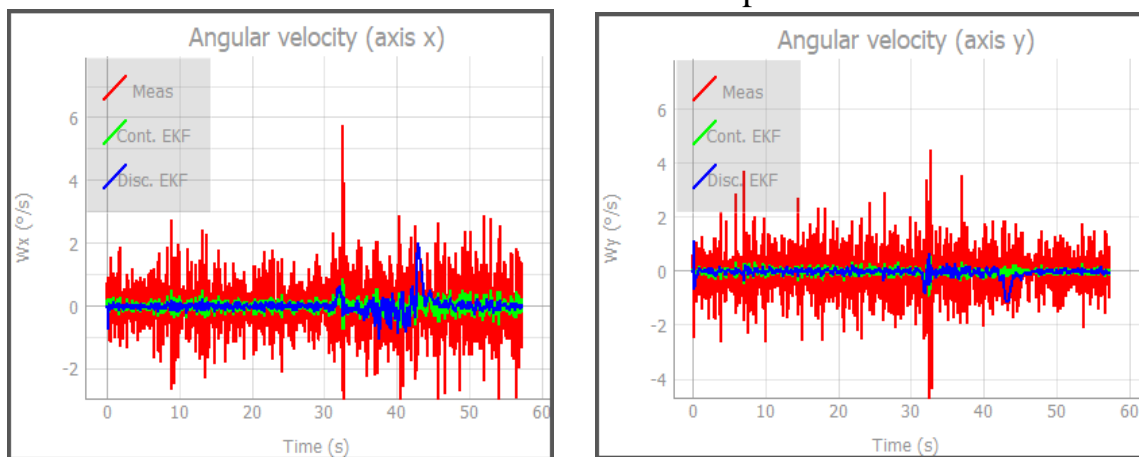 Angular velocity (axis x)
Meas
Cont. EKF
Disc. EKF
6
4
2
0
-2
Wx (°/s)
0 10 20 30 40 50 60
Time (s)
Angular velocity (axis y)
Meas
Cont. EKF
Disc. EKF
6
4
2
0
-2
-4
Wy (°/s)
0 10 20 30 40 50 60
Time (s)